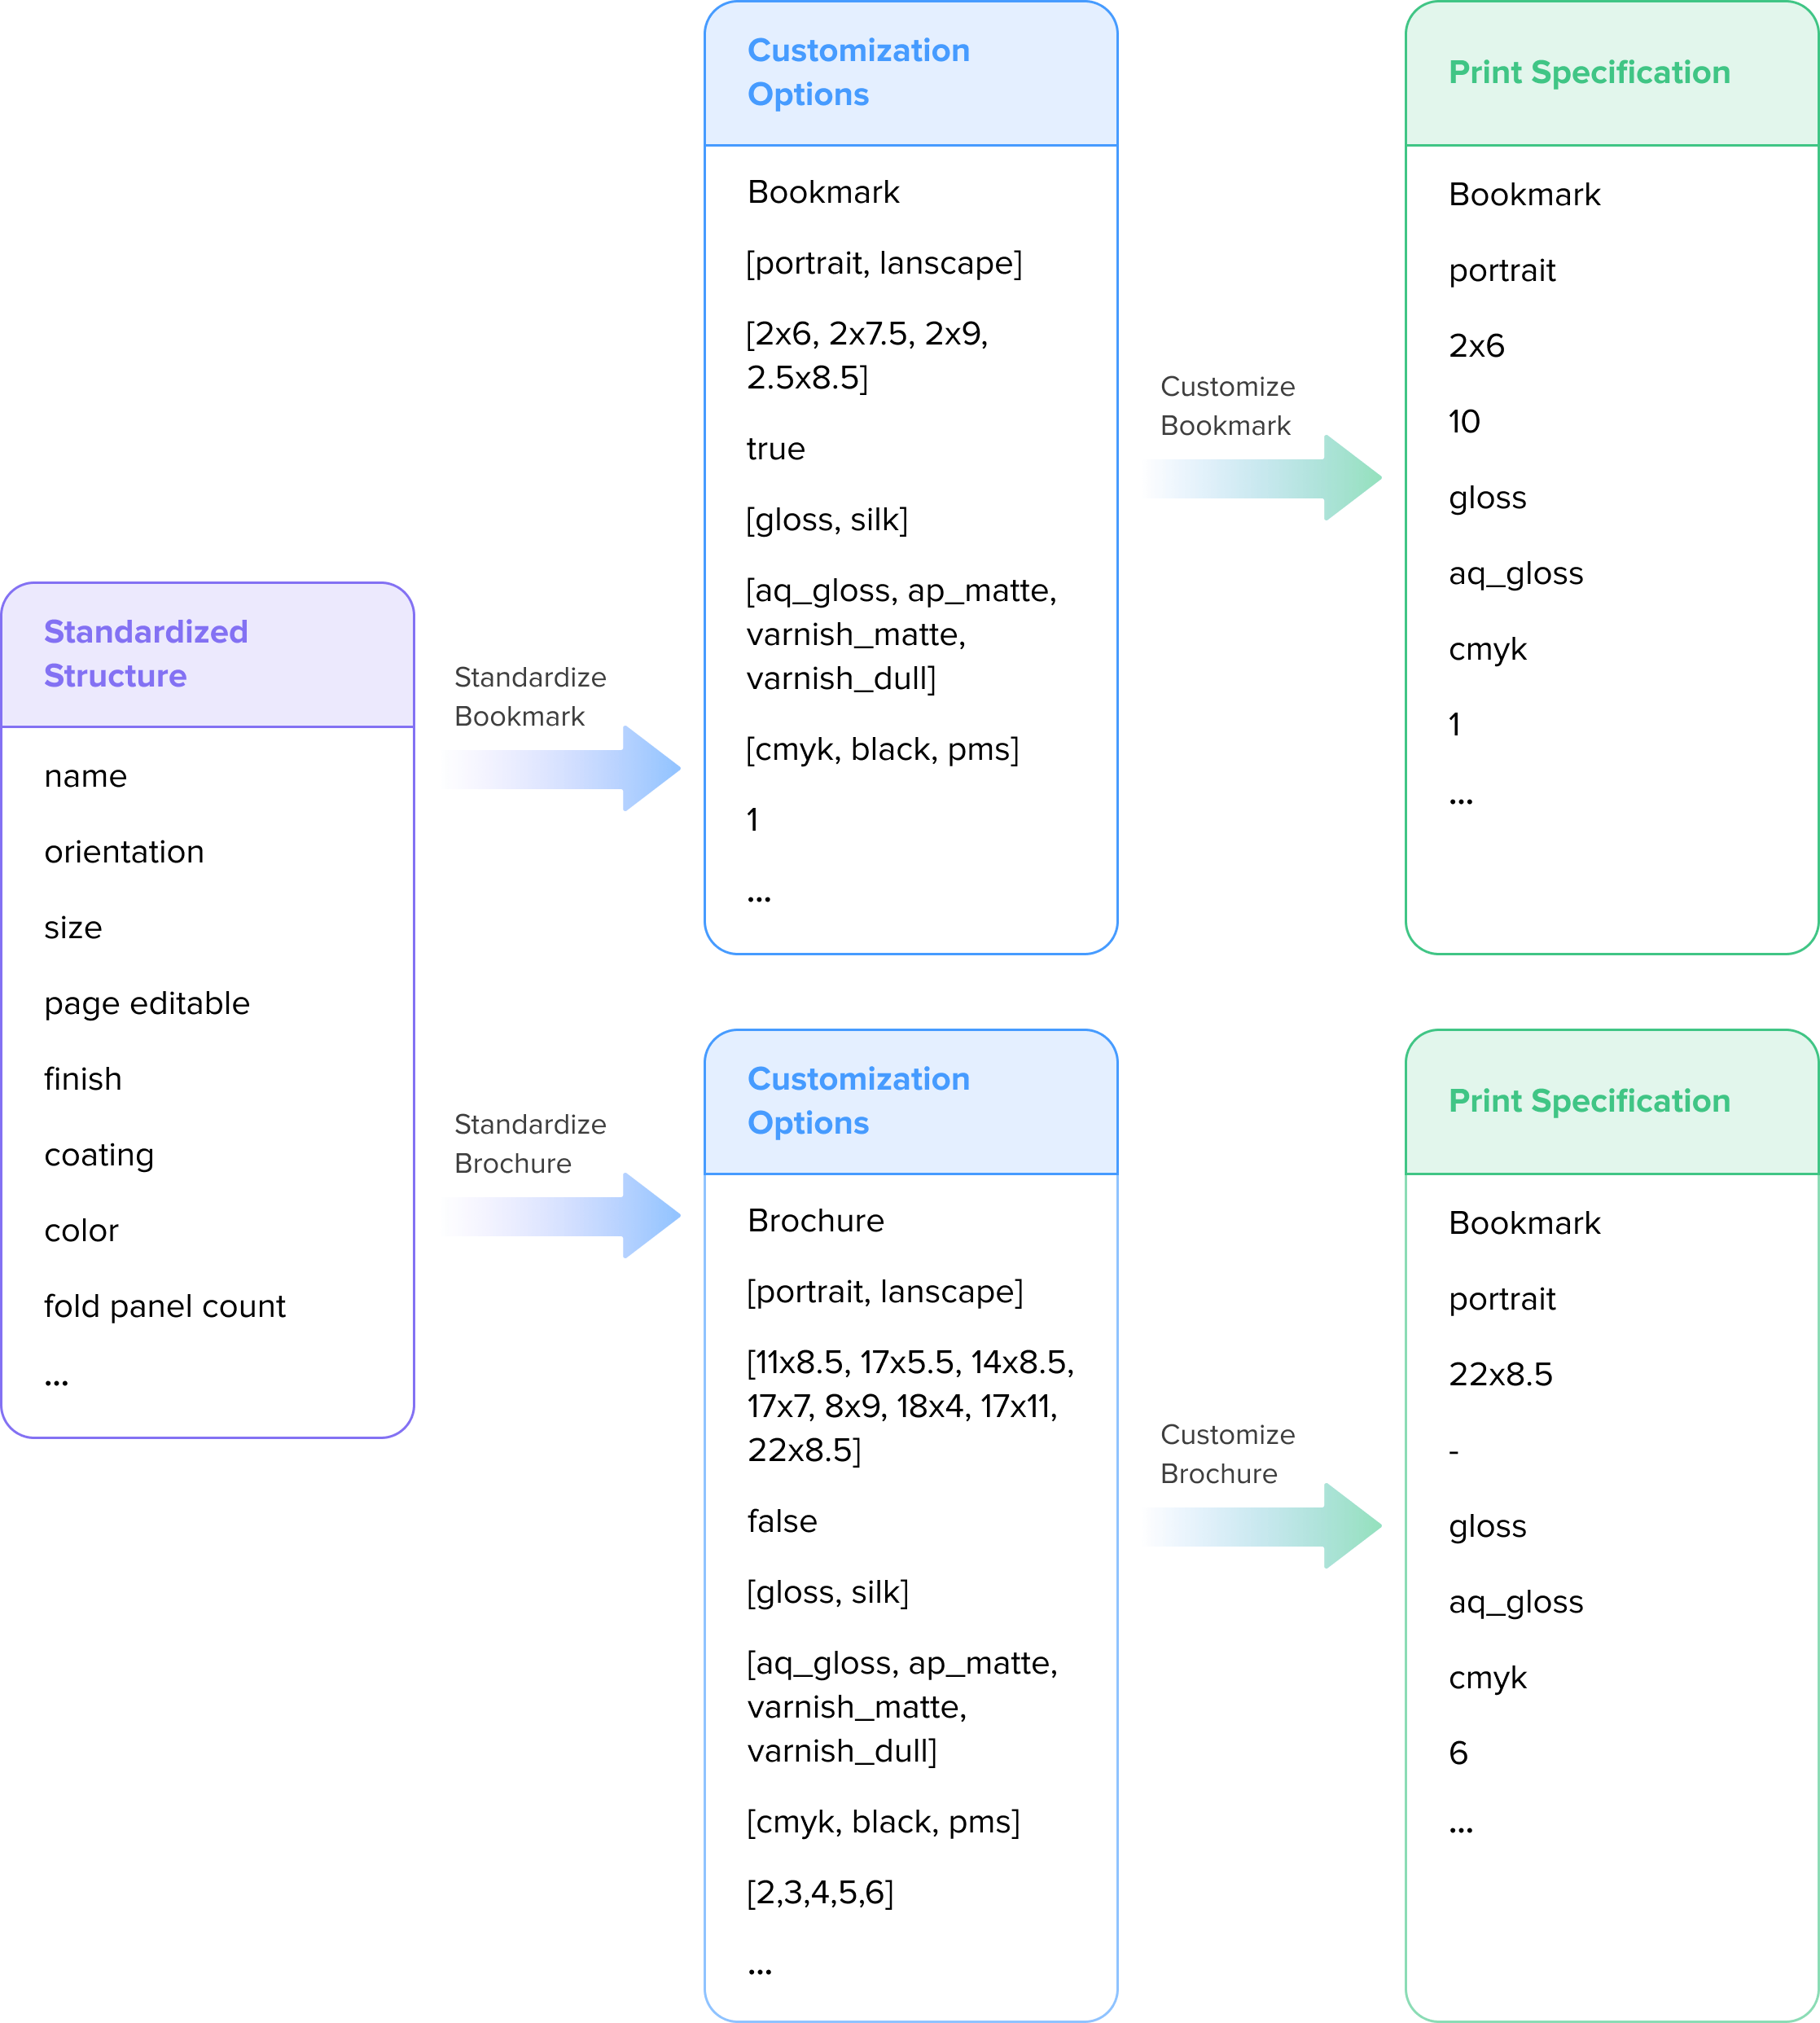 Standardized
Structure
name
orientation
size
page editable
finish
coating
color
fold panel count
...
Standardize
Bookmark
Customization
Options
Bookmark
[portrait, lanscape]
[2x6, 2x7.5, 2x9,
2.5x8.5]
true
[gloss, silk]
[aq_gloss, ap_matte,
varnish_matte,
varnish_dull]
[cmyk, black, pms]
1
...
Customize
Bookmark
Print Specification
Bookmark
portrait
2x6
10
gloss
aq_gloss
cmyk
1
...
Standardize
Brochure
Customization
Options
Brochure
[portrait, lanscape]
[11x8.5, 17x5.5, 14x8.5,
17x7, 8x9, 18x4, 17x11,
22x8.5]
false
[gloss, silk]
[aq_gloss, ap_matte,
varnish_matte,
varnish_dull]
[cmyk, black, pms]
[2,3,4,5,6]
...
Customize
Brochure
Print Specification
Bookmark
portrait
22x8.5
-
gloss
aq_gloss
cmyk
6
...